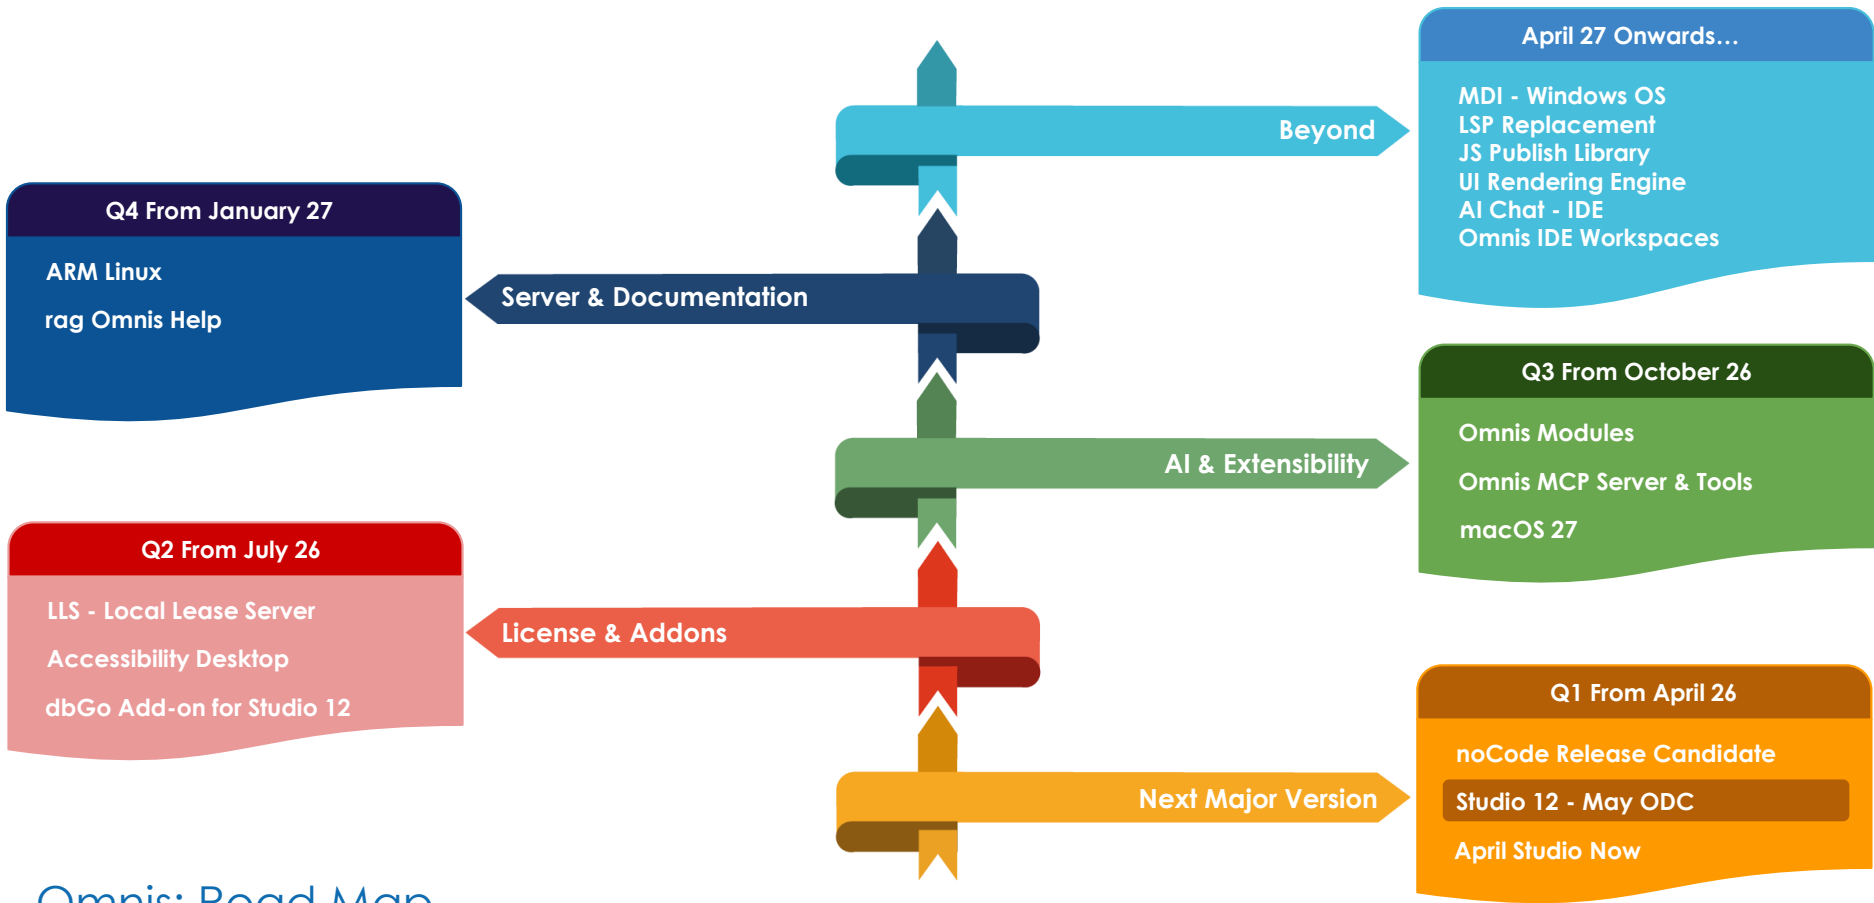 April 27 Onwards...
MDI - Windows OS
LSP Replacement
JS Publish Library
UI Rendering Engine
AI Chat - IDE
Omnis IDE Workspaces
Beyond
Q4 From January 27
ARM Linux
rag Omnis Help
Server & Documentation
Q3 From October 26
Omnis Modules
Omnis MCP Server & Tools
macOS 27
AI & Extensibility
Q2 From July 26
LLS - Local Lease Server
Accessibility Desktop
dbGo Add-on for Studio 12
License & Addons
Q1 From April 26
noCode Release Candidate
Studio 12 - May ODC
April Studio Now
Next Major Version
Omnis: Road Map